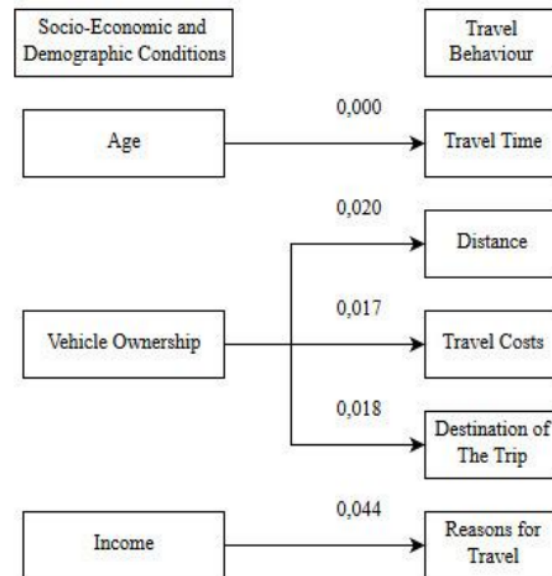 Socio-Economic and
Demographic Conditions
Travel
Behaviour
0,000
Age
Travel Time
0,020
Distance
0,017
Vehicle Ownership
Travel Costs
0,018
Destination of
The Trip
0,044
Income
Reasons for
Travel